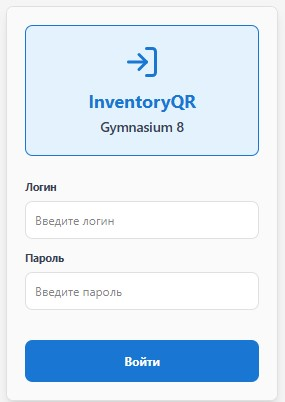 InventoryQR
Gymnasium 8
Логин
Введите логин
Пароль
Введите пароль
Войти